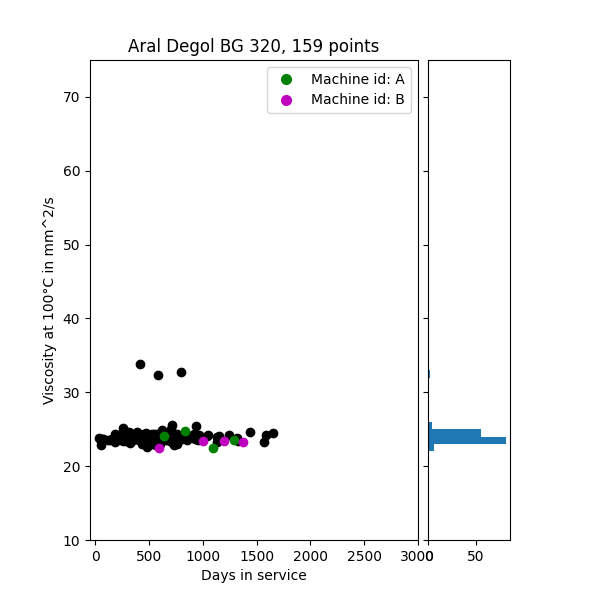 Aral Degol BG 320, 159 points
Machine id: A
Machine id: B
Viscosity at 100°C in mm^2/s
70
60
50
40
30
20
10
0 500 1000 1500 2000 2500 3000
0 50
Days in service